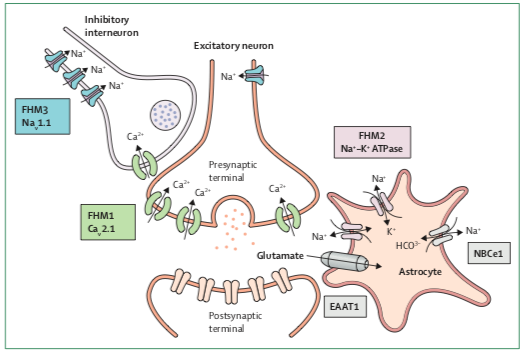 Inhibitory
interneuron
Excitatory neuron
Na⁺
Na⁺
Na⁺
Na⁺
FHM3
Naᵥ1.1
Ca²⁺
FHM2
Na⁺–K⁺ ATPase
Presynaptic
terminal
Ca²⁺
Ca²⁺
Ca²⁺
Na⁺
FHM1
Caᵥ2.1
Na⁺
K⁺
HCO³⁻
Na⁺
Glutamate
NBCe1
Astrocyte
EAAT1
Postsynaptic
terminal